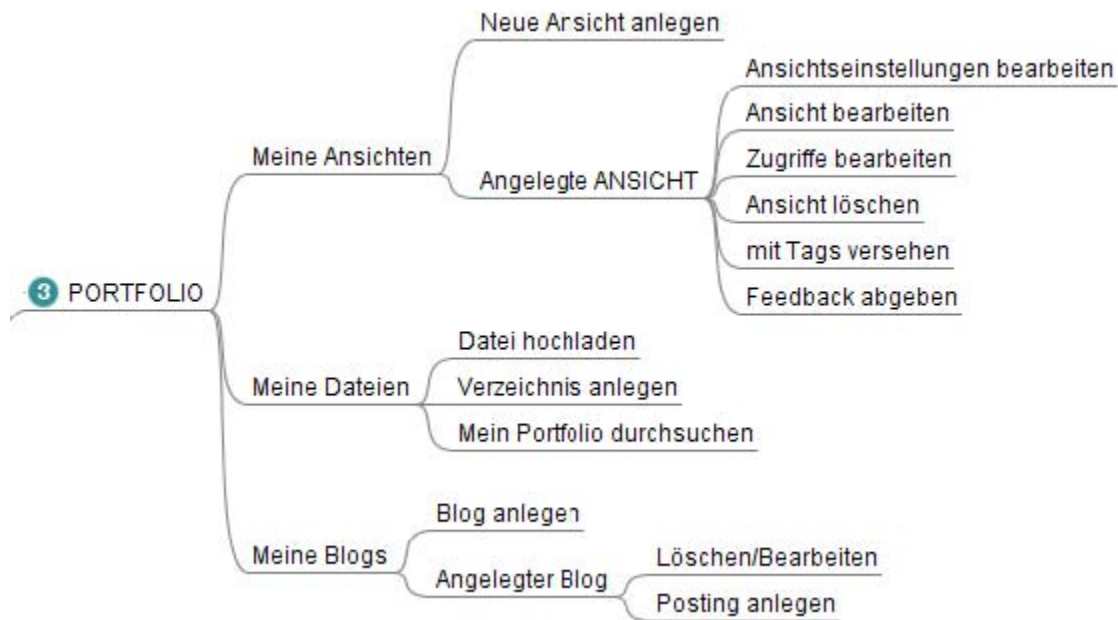 Neue Ansicht anlegen
Ansichtseinstellungen bearbeiten
Ansicht bearbeiten
Meine Ansichten
Zugriffe bearbeiten
Angelegte ANSICHT
Ansicht löschen
mit Tags versehen
3 PORTFOLIO
Feedback abgeben
Datei hochladen
Meine Dateien
Verzeichnis anlegen
Mein Portfolio durchsuchen
Blog anlegen
Meine Blogs
Angelegter Blog
Löschen/Bearbeiten
Posting anlegen